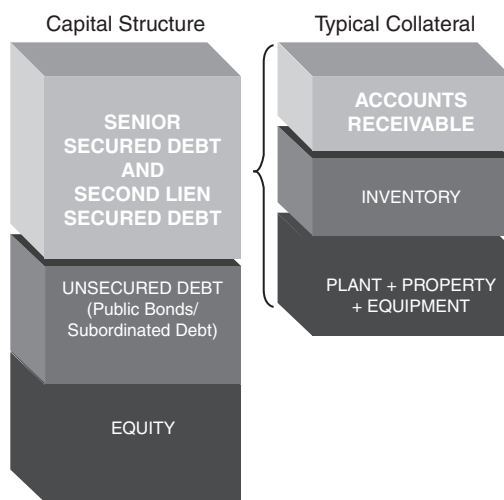 Capital Structure
SENIOR
SECURED DEBT
AND
SECOND LIEN
SECURED DEBT
UNSECURED DEBT
(Public Bonds/
Subordinated Debt)
EQUITY
Typical Collateral
ACCOUNTS
RECEIVABLE
INVENTORY
PLANT + PROPERTY
+ EQUIPMENT